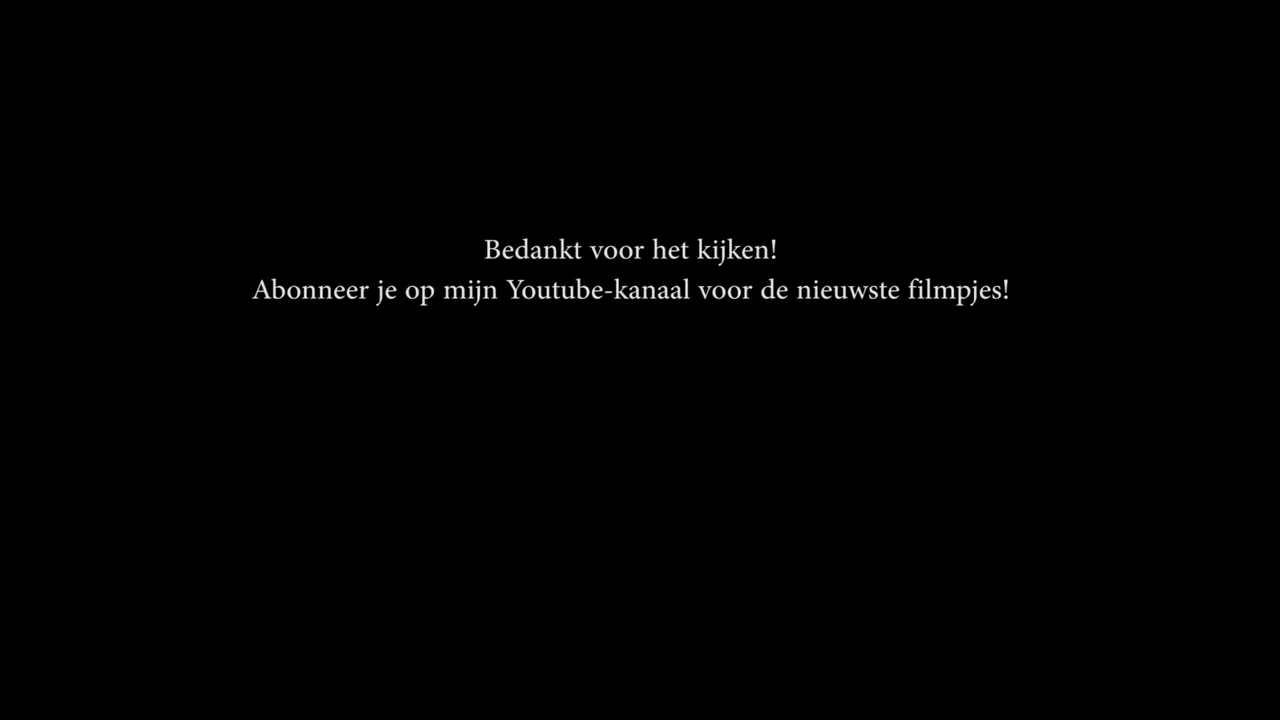 Bedankt voor het kijken!
Abonneer je op mijn Youtube-kanaal voor de nieuwste filmpjes!